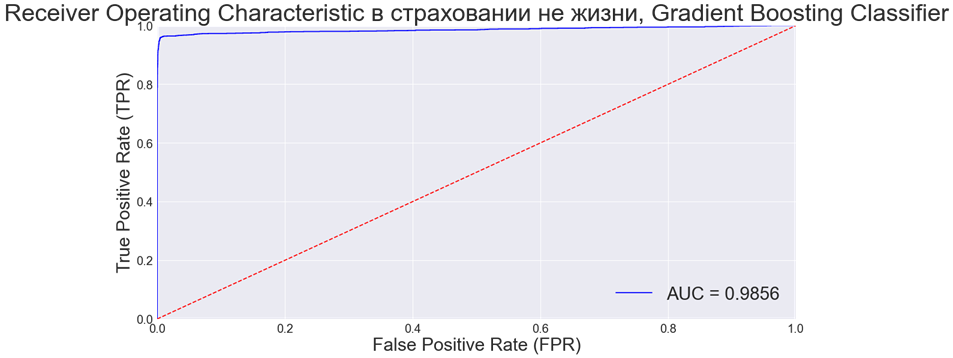 Receiver Operating Characteristic в страховании не жизни, Gradient Boosting Classifier
1.0
0.8
0.6
0.4
0.2
0.0
True Positive Rate (TPR)
AUC = 0.9856
0.0 0.2 0.4 0.6 0.8 1.0
False Positive Rate (FPR)